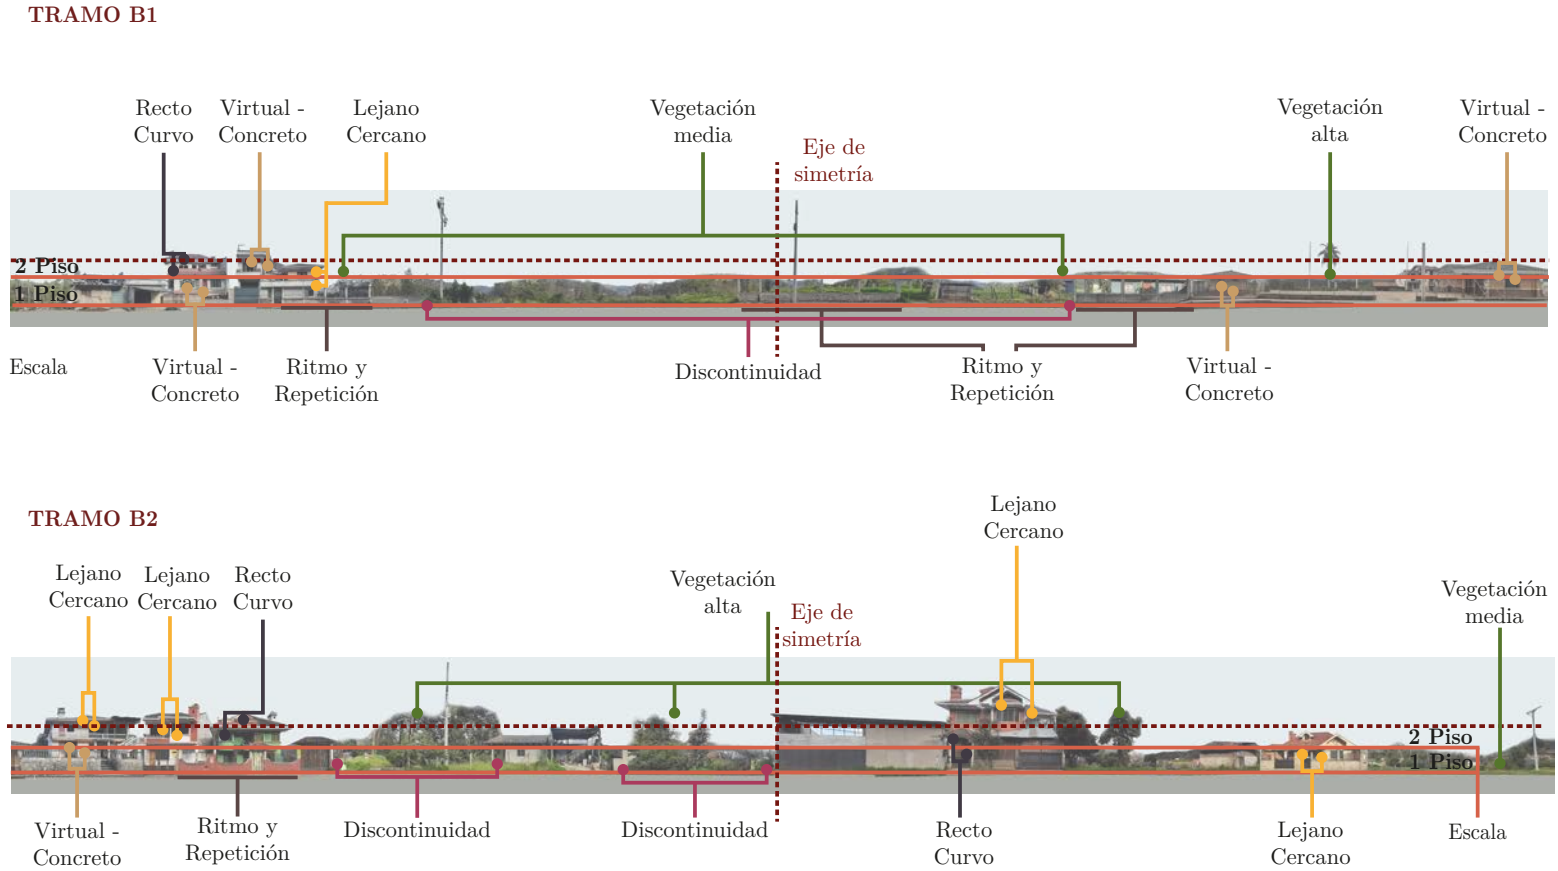 TRAMO B1
Recto
Curvo
Virtual -
Concreto
Lejano
Cercano
Vegetación
media
Eje de
simetría
Vegetación
alta
Virtual -
Concreto
2 Piso
1 Piso
Escala
Virtual -
Concreto
Ritmo y
Repetición
Discontinuidad
Ritmo y
Repetición
Virtual -
Concreto
TRAMO B2
Lejano
Cercano
Lejano
Cercano
Recto
Curvo
Vegetación
alta
Eje de
simetría
Lejano
Cercano
Vegetación
media
2 Piso
1 Piso
Virtual -
Concreto
Ritmo y
Repetición
Discontinuidad
Discontinuidad
Recto
Curvo
Lejano
Cercano
Escala